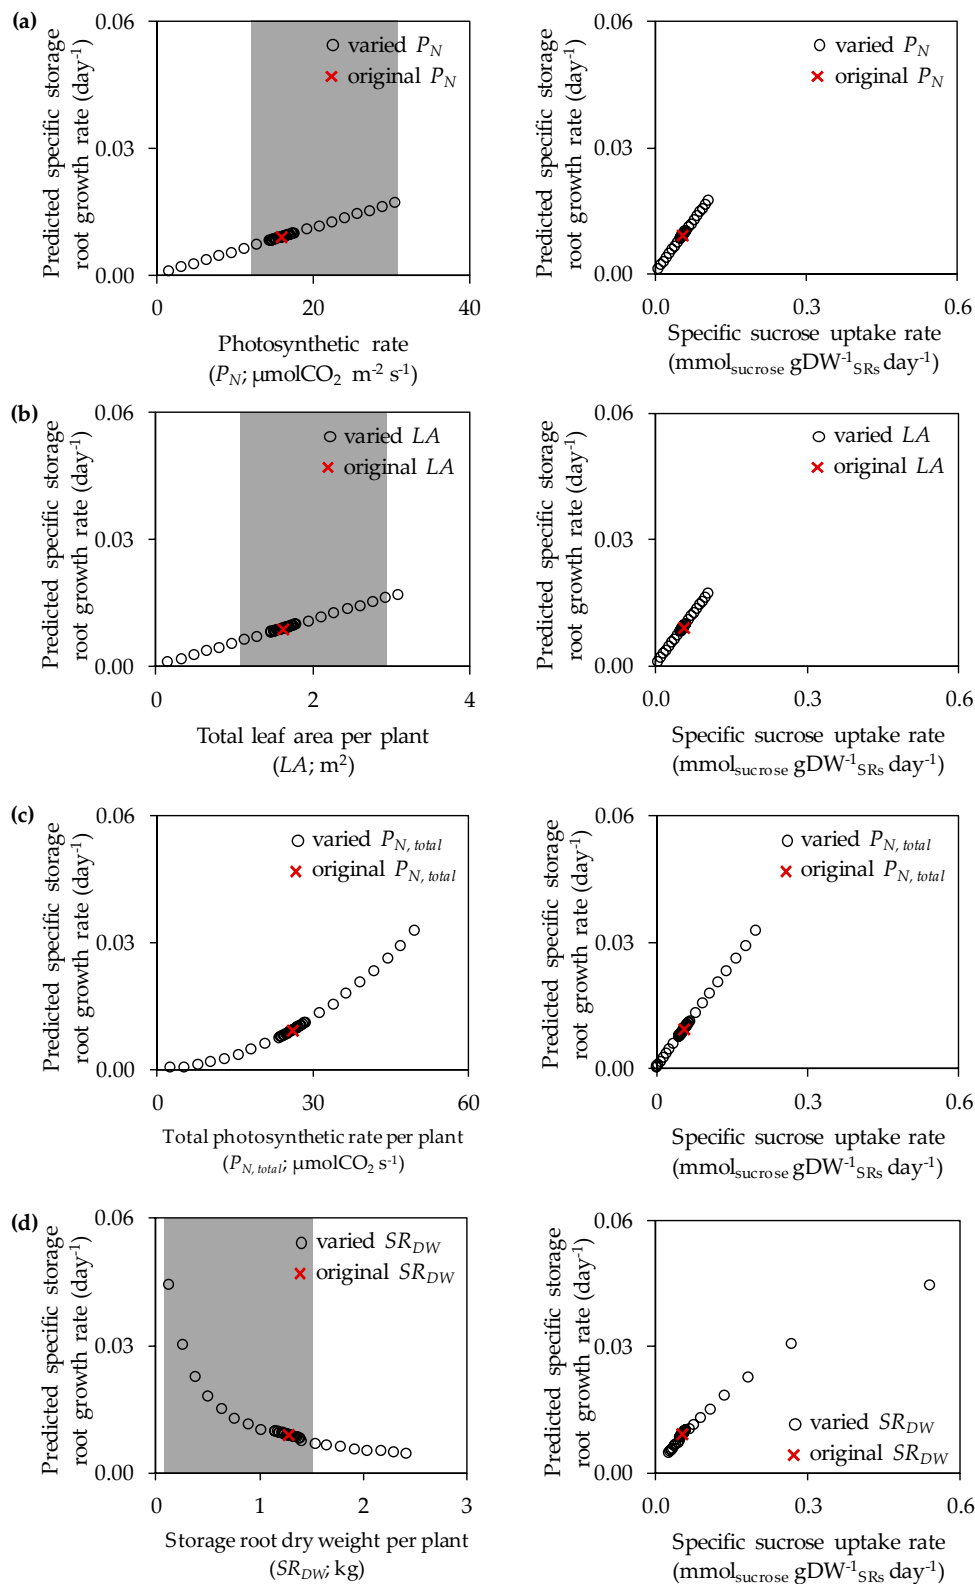 (a)
Predicted specific storage
root growth rate (day-1)
0.06
0.03
0.00
varied PN
original PN
0
20
40
Photosynthetic rate
(PN; µmolCO2 m-2 s-1)
Predicted specific storage
root growth rate (day-1)
0.06
0.03
0.00
varied PN
original PN
0.0
0.3
0.6
Specific sucrose uptake rate
(mmolsucrose gDW-1SRs day-1)
(b)
Predicted specific storage
root growth rate (day-1)
0.06
0.03
0.00
varied LA
original LA
0
2
4
Total leaf area per plant
(LA; m2)
Predicted specific storage
root growth rate (day-1)
0.06
0.03
0.00
varied LA
original LA
0.0
0.3
0.6
Specific sucrose uptake rate
(mmolsucrose gDW-1SRs day-1)
(c)
Predicted specific storage
root growth rate (day-1)
0.06
0.03
0.00
varied PN, total
original PN, total
0
30
60
Total photosynthetic rate per plant
(PN, total; µmolCO2 s-1)
Predicted specific storage
root growth rate (day-1)
0.06
0.03
0.00
varied PN, total
original PN, total
0
0.3
0.6
Specific sucrose uptake rate
(mmolsucrose gDW-1SRs day-1)
(d)
Predicted specific storage
root growth rate (day-1)
0.06
0.03
0.00
varied SRDW
original SRDW
0
1
2
3
Storage root dry weight per plant
(SRDW; kg)
Predicted specific storage
root growth rate (day-1)
0.06
0.03
0.00
varied SRDW
original SRDW
0.0
0.3
0.6
Specific sucrose uptake rate
(mmolsucrose gDW-1SRs day-1)